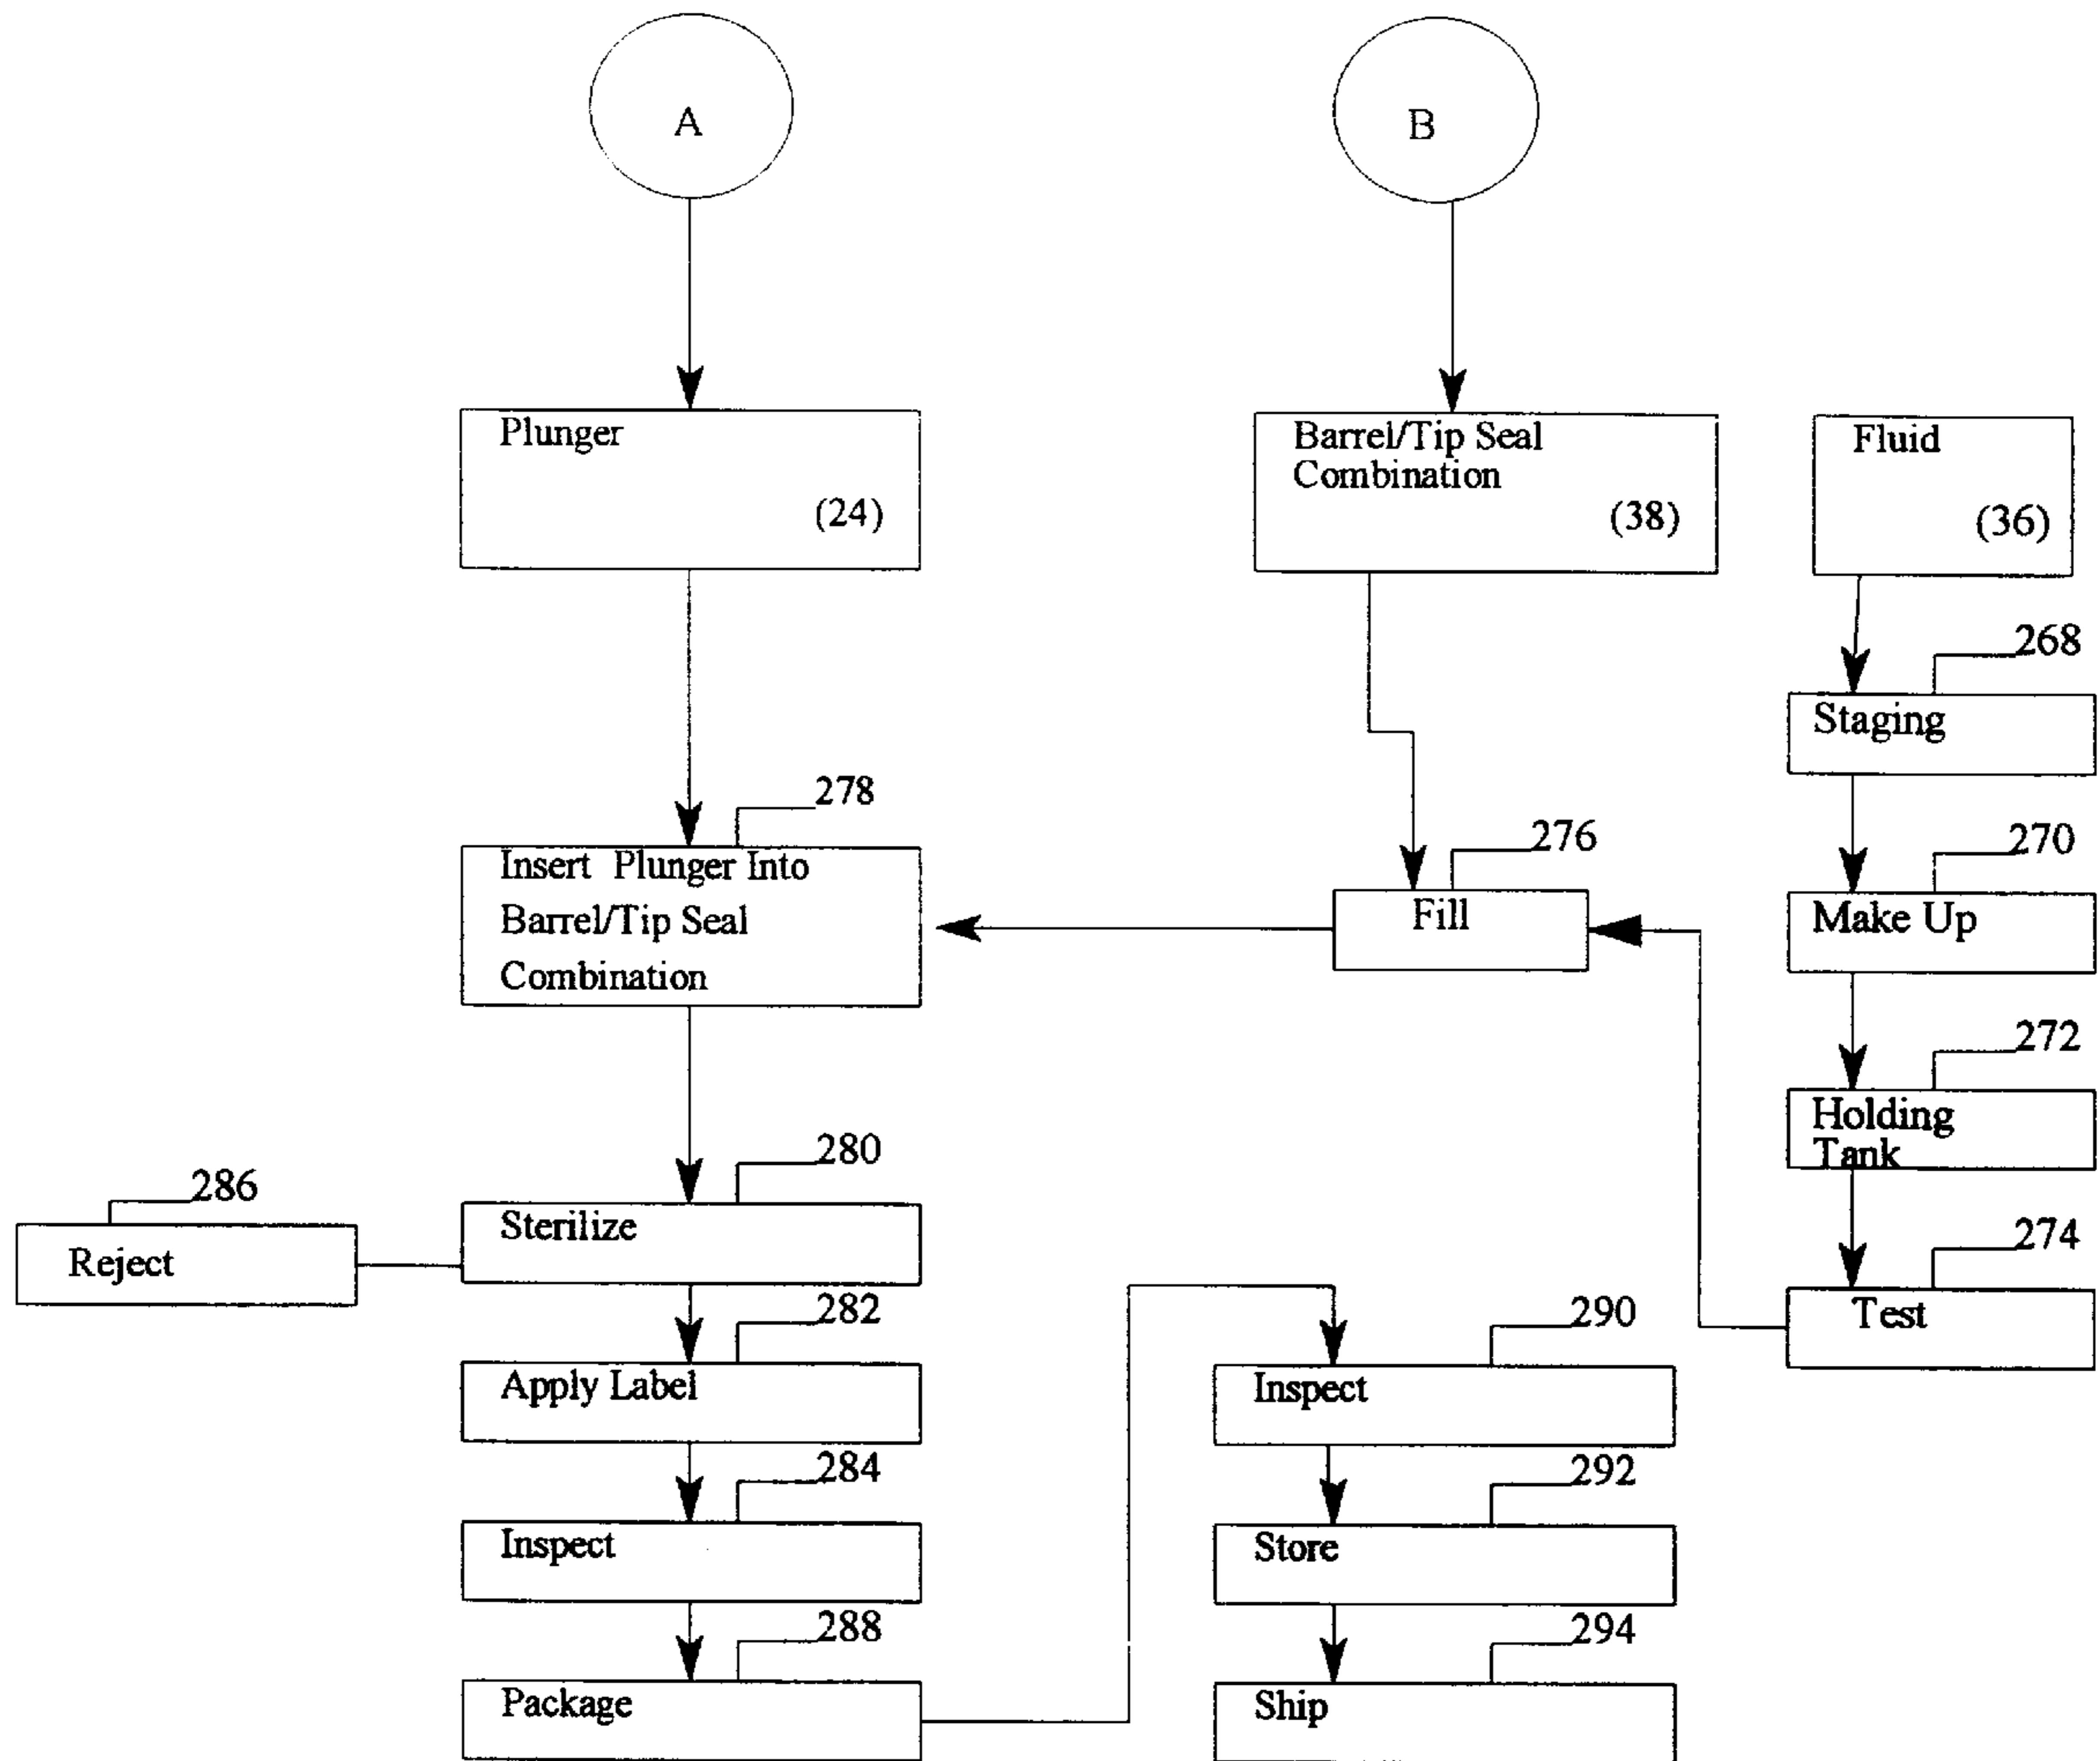 A
B
Plunger
(24)
Barrel/Tip Seal
Combination
(38)
Fluid
(36)
268
Staging
278
Insert Plunger Into
Barrel/Tip Seal
Combination
276
Fill
270
Make Up
272
Holding
Tank
280
Sterilize
286
Reject
274
Test
282
Apply Label
290
Inspect
284
Inspect
292
Store
288
Package
294
Ship